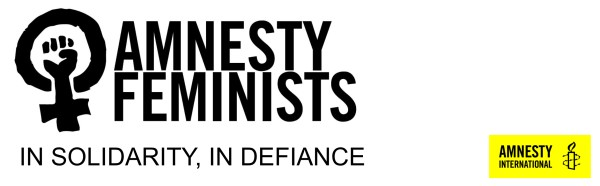 AMNESTY
FEMINISTS
IN SOLIDARITY, IN DEFIANCE
AMNESTY
INTERNATIONAL